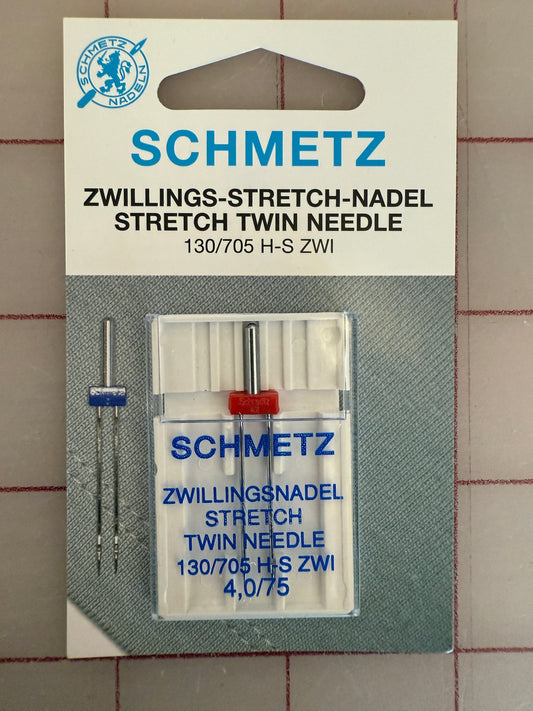 SCHMETZ
NADELN
SCHMETZ
ZWILLINGS-STRETCH-NADEL
STRETCH TWIN NEEDLE
130/705 H-S ZWI
SCHMETZ
ZWILLINGSNADEL
STRETCH
TWIN NEEDLE
130/705 H-S ZWI
4,0/75